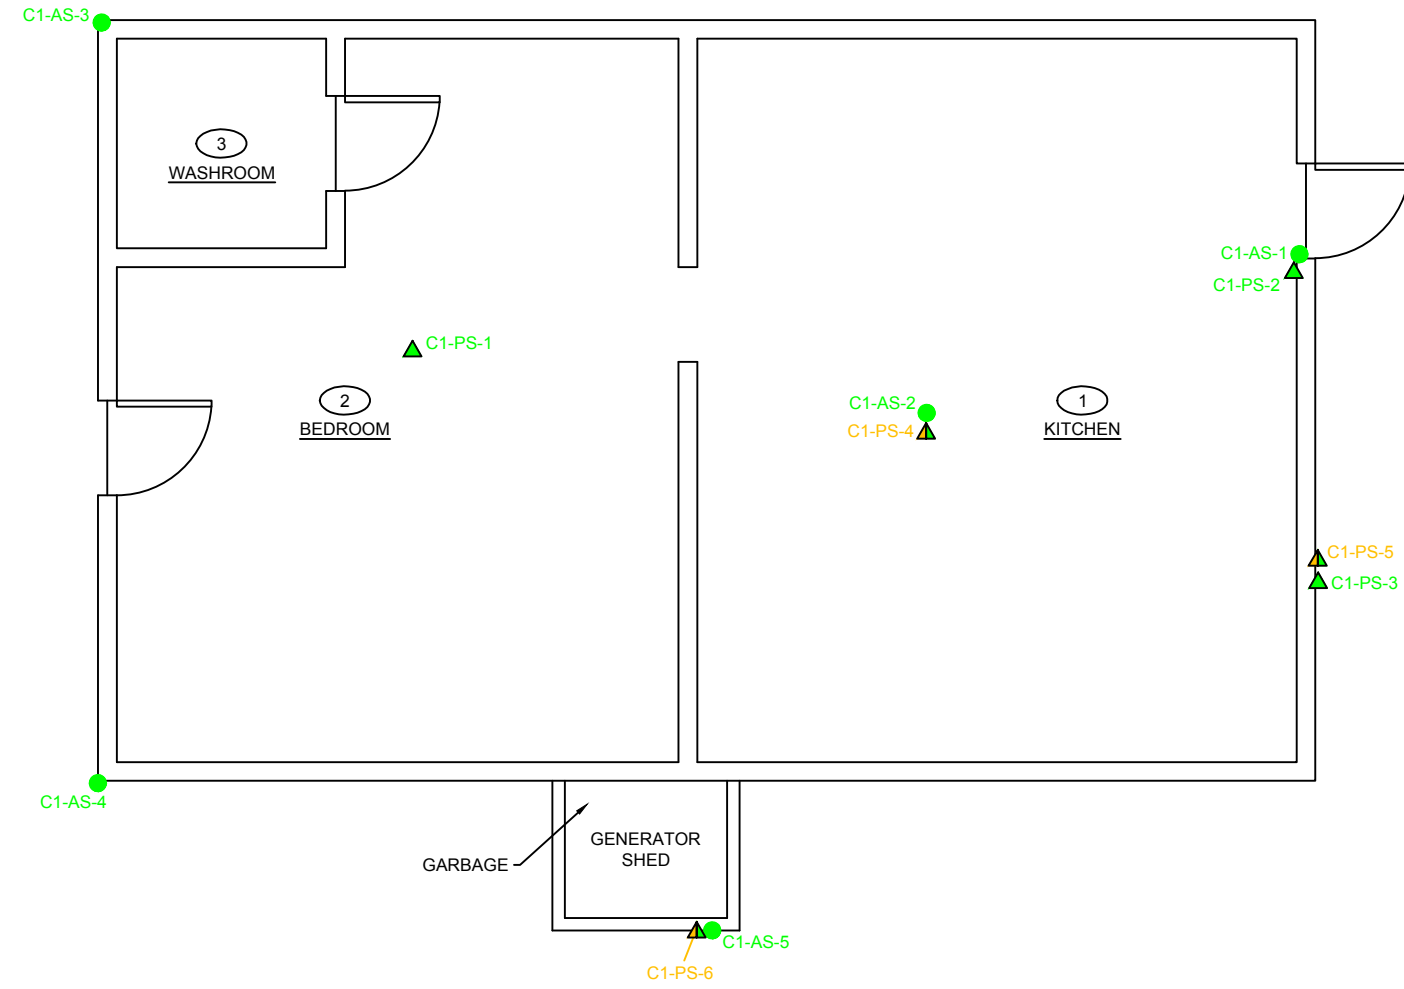 C1-AS-3
3
WASHROOM
C1-AS-1
C1-PS-2
C1-PS-1
2
BEDROOM
C1-AS-2
C1-PS-4
1
KITCHEN
C1-PS-5
C1-PS-3
C1-AS-4
GARBAGE
GENERATOR
SHED
C1-AS-5
C1-PS-6